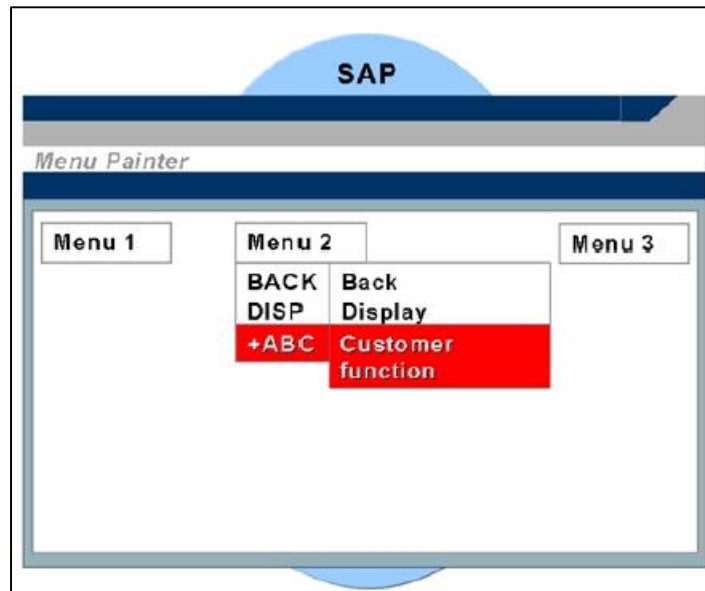 SAP
Menu Painter
Menu 1 Menu 2 Menu 3
BACK Back
DISP Display
+ABC Customer
function